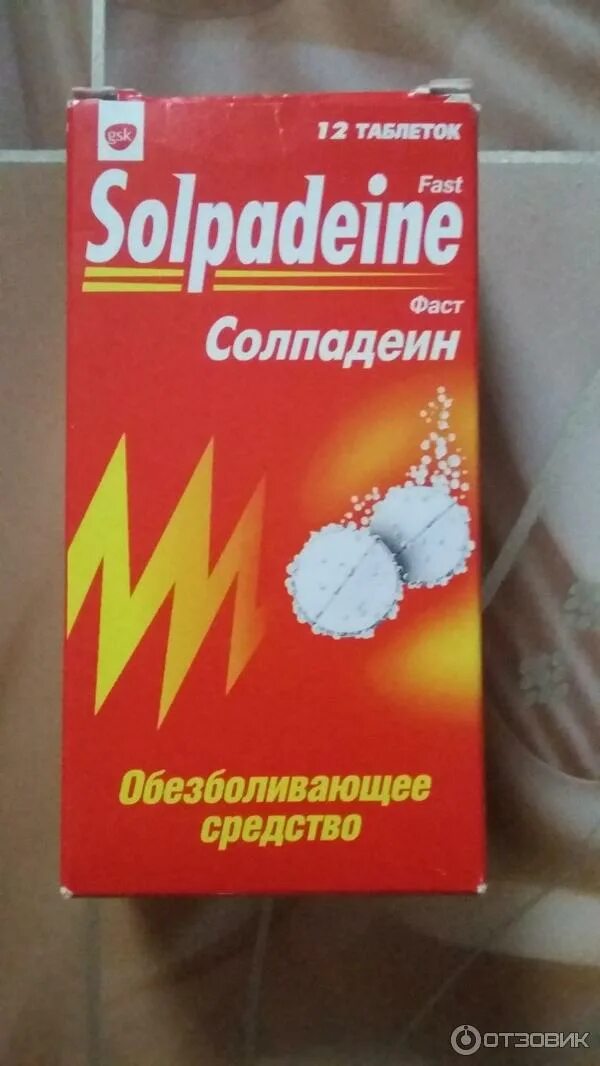 gsk
12 ТАБЛЕТОК
Solpadeine
Fast
Фаст
Солпадеин
Обезболивающее
средство
ОТЗОВИК